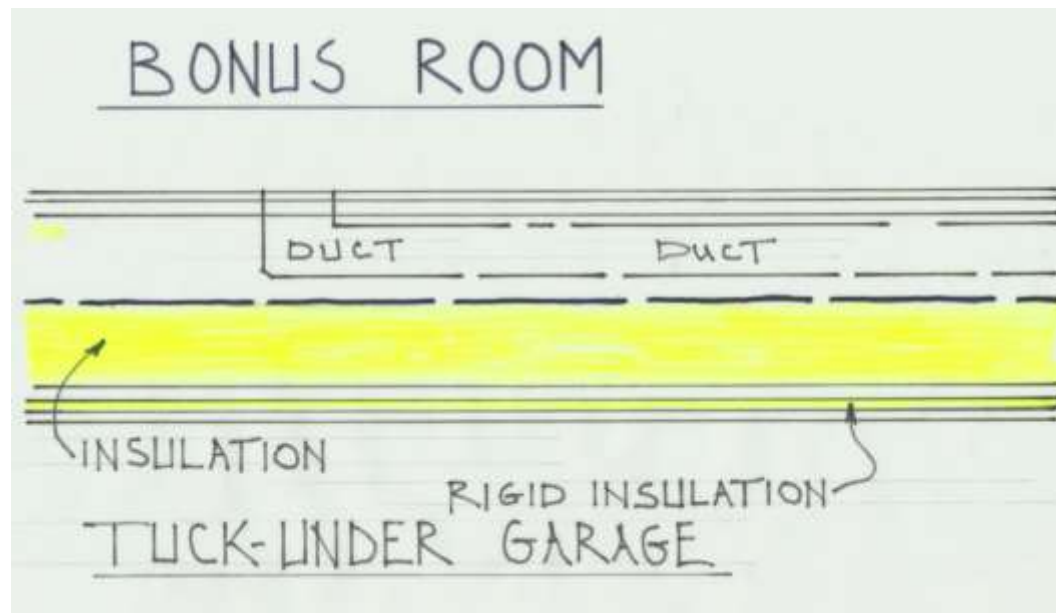 BONUS ROOM
DUCT DUCT
INSULATION
RIGID INSULATION
TUCK-UNDER GARAGE